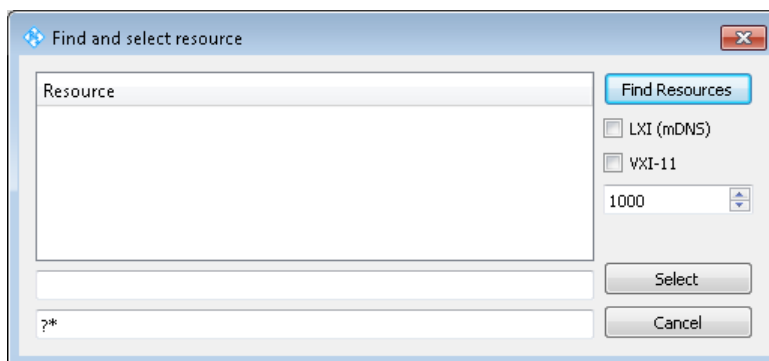 Find and select resource
Resource
Find Resources
LXI (mDNS)
VXI-11
1000
Select
?*
Cancel